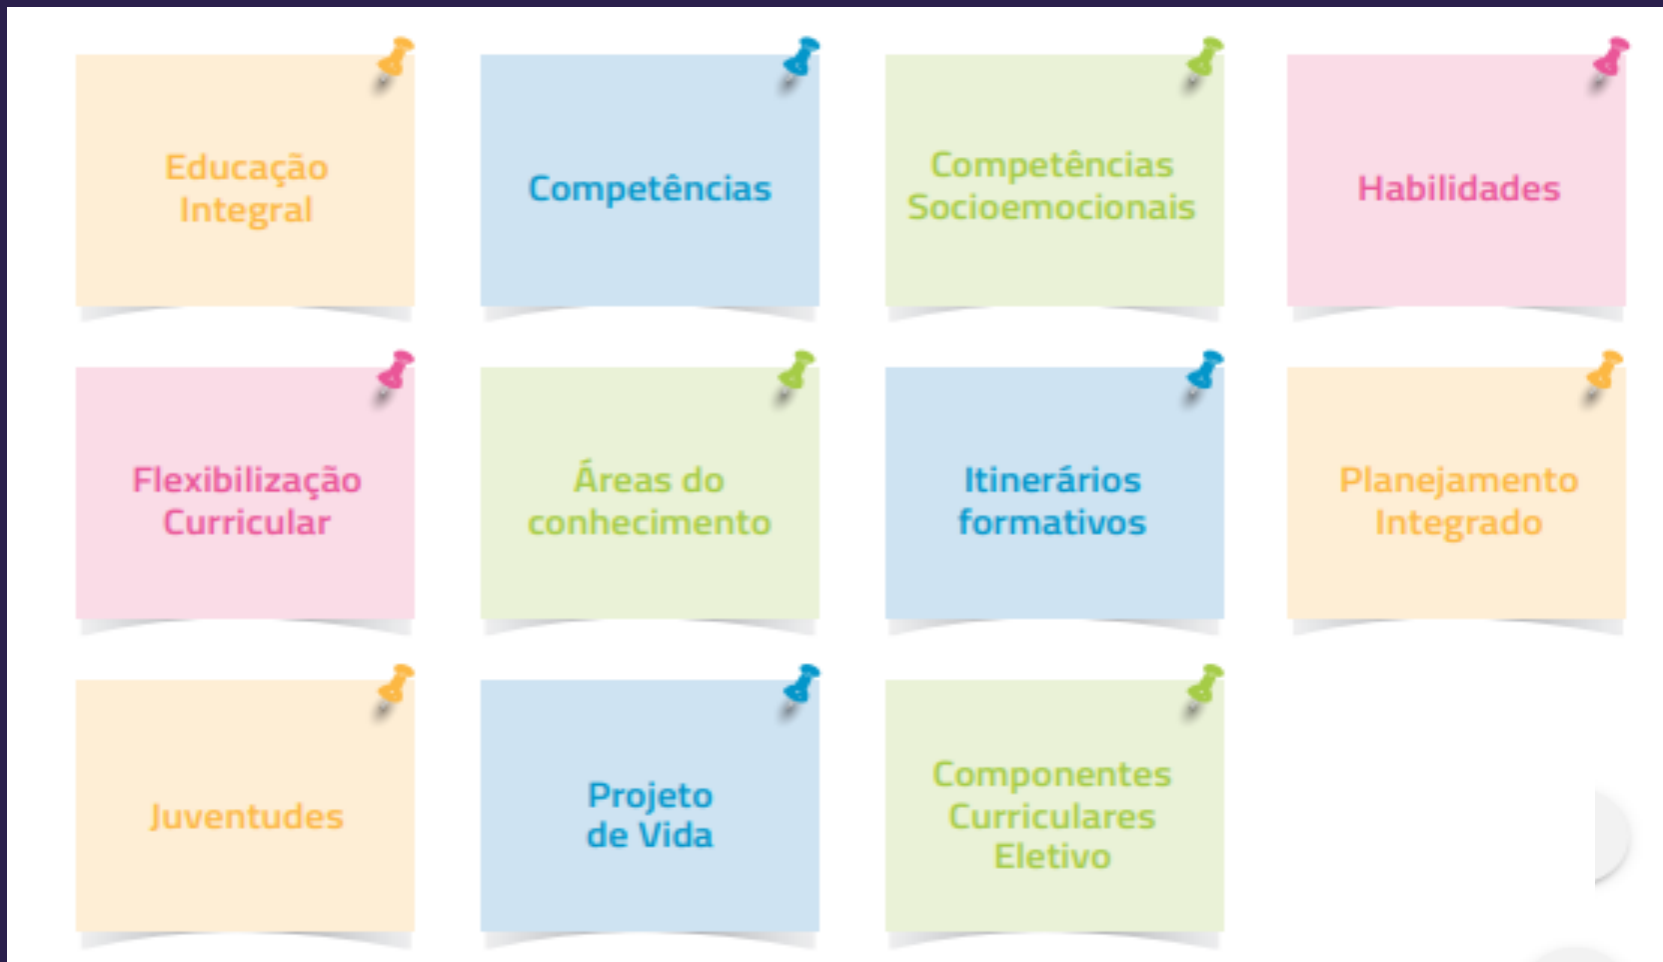 Educação
Integral
Competências
Competências
Socioemocionais
Habilidades
Flexibilização
Curricular
Áreas do
conhecimento
Itinerários
formativos
Planejamento
Integrado
Juventudes
Projeto
de Vida
Componentes
Curriculares
Eletivo